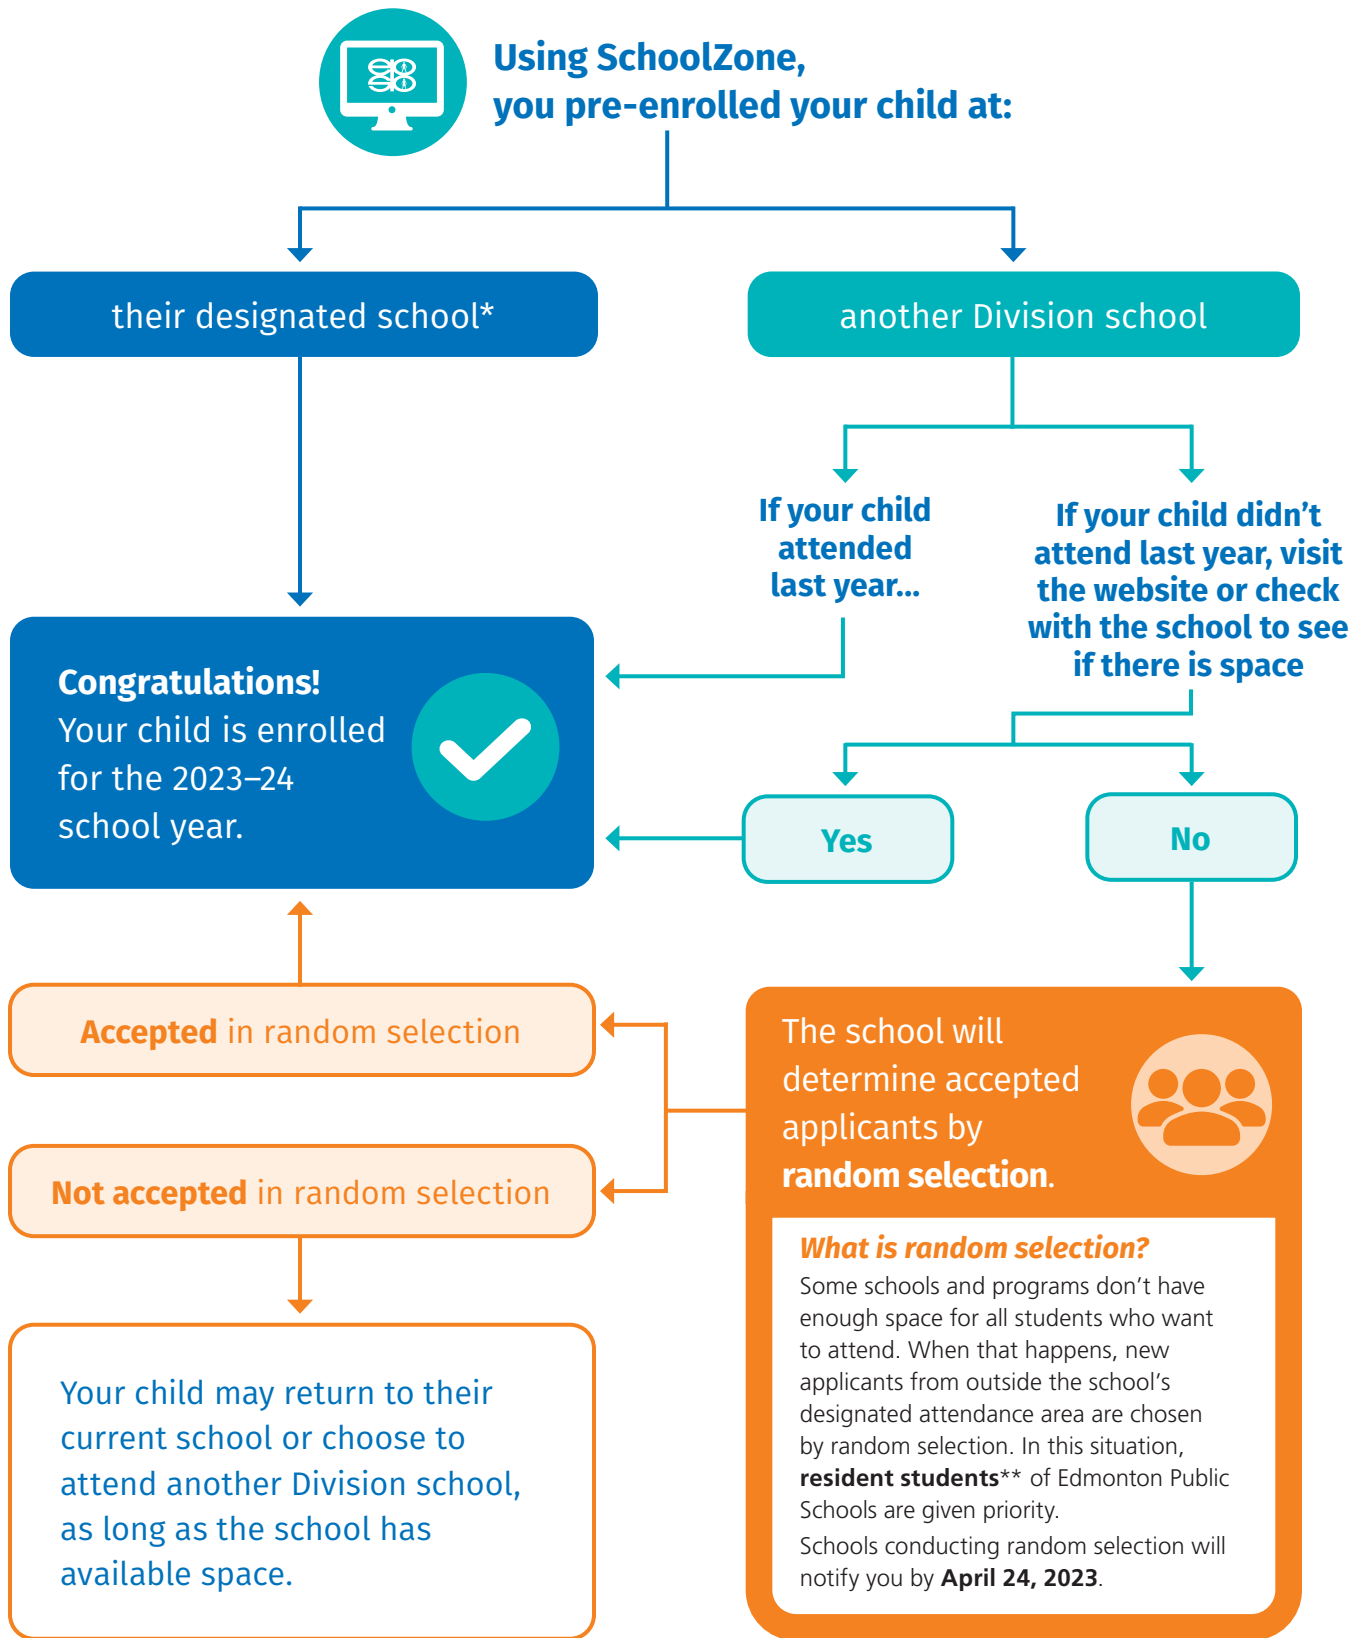 Using SchoolZone,
you pre-enrolled your child at:
their designated school*
another Division school
If your child
attended
last year...
If your child didn’t
attend last year, visit
the website or check
with the school to see
if there is space
Congratulations!
Your child is enrolled
for the 2023–24
school year.
Yes
No
Accepted in random selection
Not accepted in random selection
Your child may return to their
current school or choose to
attend another Division school,
as long as the school has
available space.
The school will
determine accepted
applicants by
random selection.
What is random selection?
Some schools and programs don’t have
enough space for all students who want
to attend. When that happens, new
applicants from outside the school’s
designated attendance area are chosen
by random selection. In this situation,
resident students** of Edmonton Public
Schools are given priority.
Schools conducting random selection will
notify you by April 24, 2023.